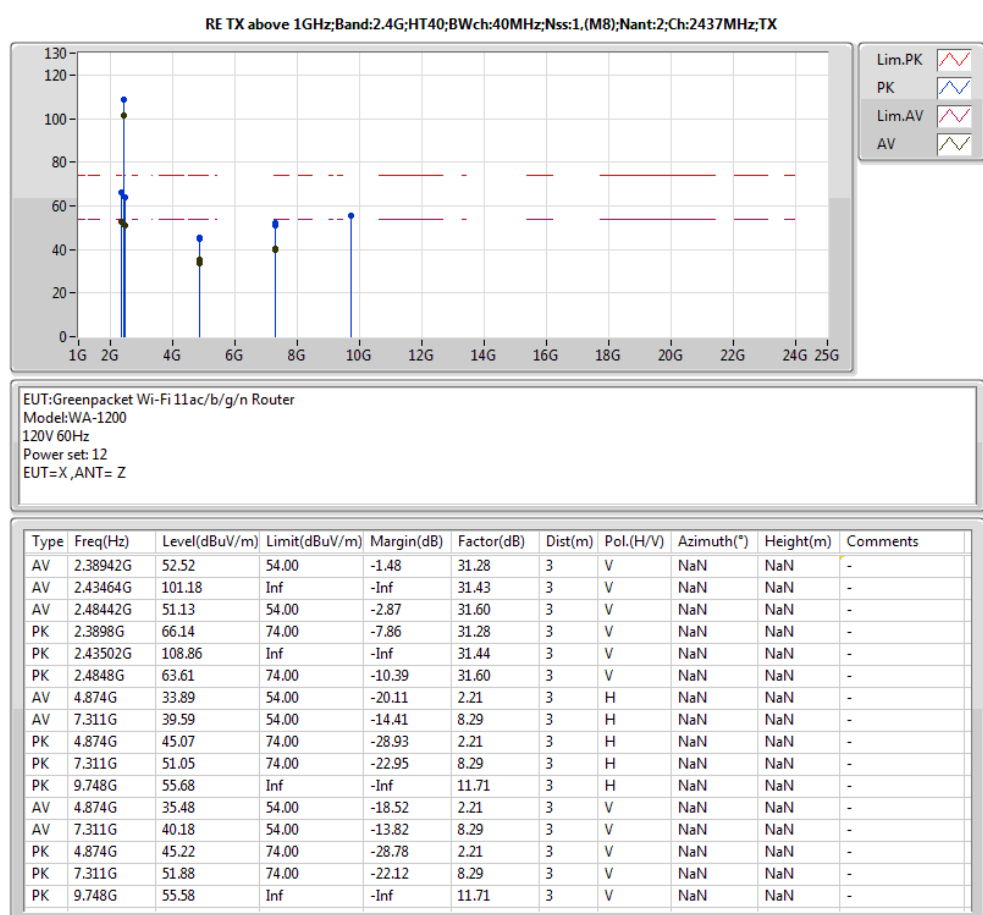 RE TX above 1GHz;Band:2.4G;HT40;BWch:40MHz;Nss:1,(M8);Nant:2;Ch:2437MHz;TX
130
120
100
80
60
40
20
0
1G 2G 4G 6G 8G 10G 12G 14G 16G 18G 20G 22G 24G 25G
Lim.PK
PK
Lim.AV
AV
EUT:Greenpacket Wi-Fi 11ac/b/g/n Router
Model:WA-1200
120V 60Hz
Power set: 12
EUT=X ,ANT= Z
Type Freq(Hz) Level(dBuV/m) Limit(dBuV/m) Margin(dB) Factor(dB) Dist(m) Pol.(H/V) Azimuth(°) Height(m) Comments
AV 2.38942G 52.52 54.00 -1.48 31.28 3 V NaN NaN -
AV 2.43464G 101.18 Inf -Inf 31.43 3 V NaN NaN -
AV 2.48442G 51.13 54.00 -2.87 31.60 3 V NaN NaN -
PK 2.3898G 66.14 74.00 -7.86 31.28 3 V NaN NaN -
PK 2.43502G 108.86 Inf -Inf 31.44 3 V NaN NaN -
PK 2.4848G 63.61 74.00 -10.39 31.60 3 V NaN NaN -
AV 4.874G 33.89 54.00 -20.11 2.21 3 H NaN NaN -
AV 7.311G 39.59 54.00 -14.41 8.29 3 H NaN NaN -
PK 4.874G 45.07 74.00 -28.93 2.21 3 H NaN NaN -
PK 7.311G 51.05 74.00 -22.95 8.29 3 H NaN NaN -
PK 9.748G 55.68 Inf -Inf 11.71 3 H NaN NaN -
AV 4.874G 35.48 54.00 -18.52 2.21 3 V NaN NaN -
AV 7.311G 40.18 54.00 -13.82 8.29 3 V NaN NaN -
PK 4.874G 45.22 74.00 -28.78 2.21 3 V NaN NaN -
PK 7.311G 51.88 74.00 -22.12 8.29 3 V NaN NaN -
PK 9.748G 55.58 Inf -Inf 11.71 3 V NaN NaN -